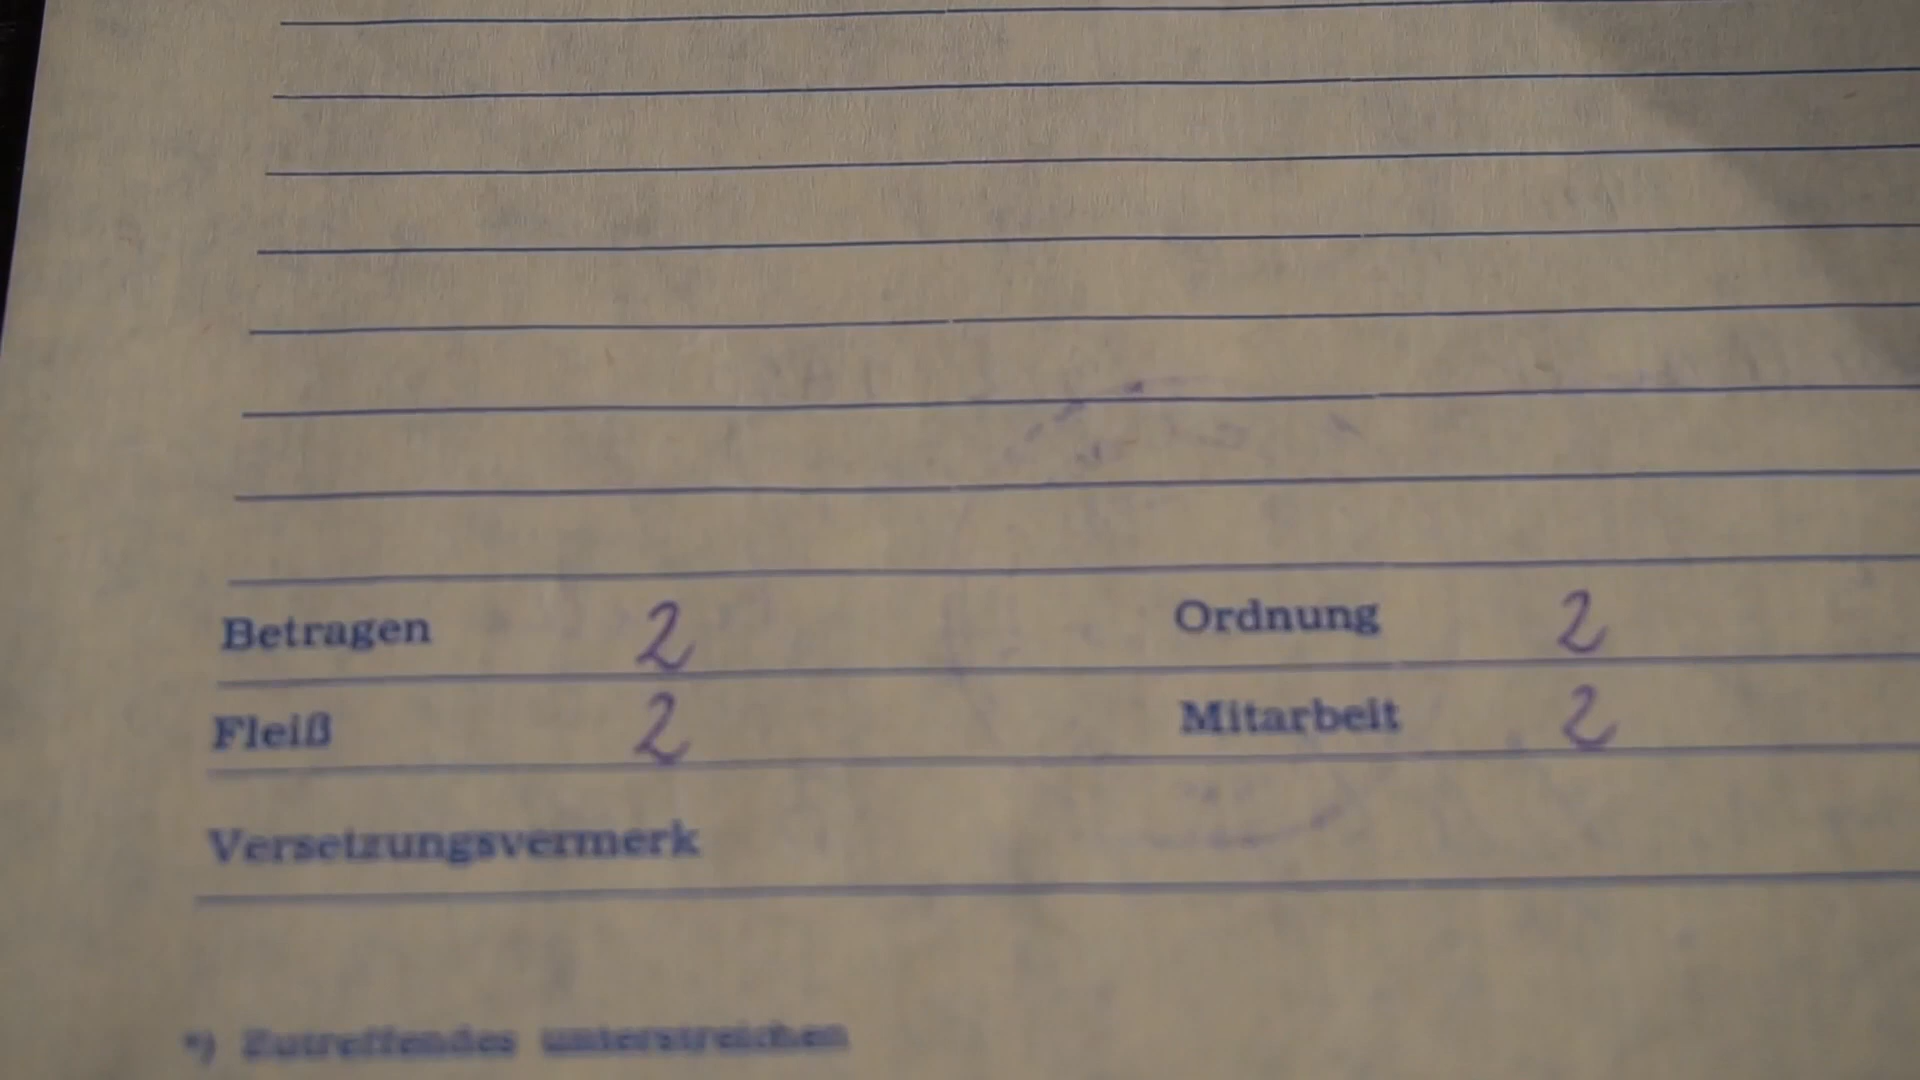 Betragen 2 Ordnung 2
Fleiß 2 Mitarbeit 2
Versetzungsvermerk
*) Zutreffendes unterstreichen